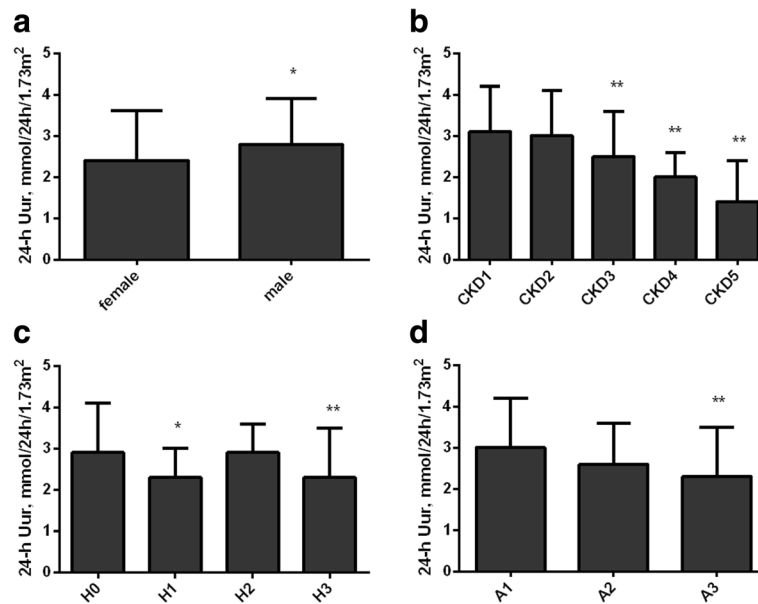 a
24-h Uur, mmol/24h/1.73m²
5
4
3
2
1
0
*
female
male
b
24-h Uur, mmol/24h/1.73m²
5
4
3
2
1
0
**
**
**
CKD1
CKD2
CKD3
CKD4
CKD5
c
24-h Uur, mmol/24h/1.73m²
5
4
3
2
1
0
*
**
H0
H1
H2
H3
d
24-h Uur, mmol/24h/1.73m²
5
4
3
2
1
0
**
A1
A2
A3